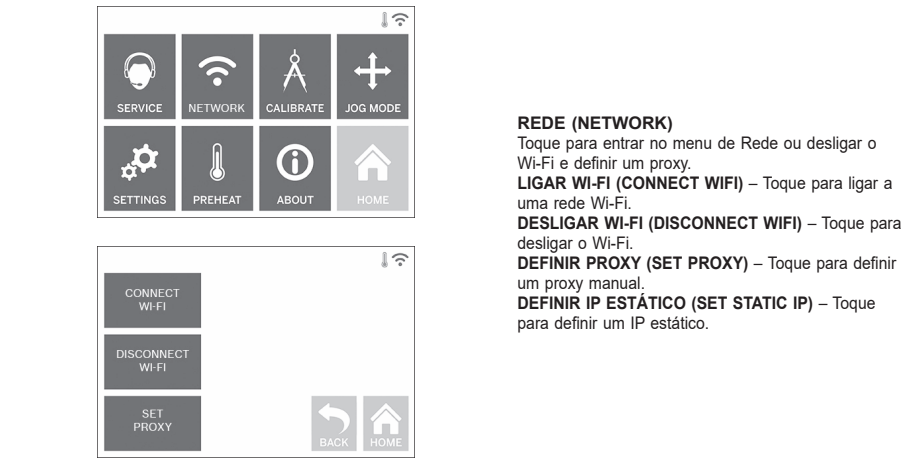 SERVICE
NETWORK
CALIBRATE
JOG MODE
SETTINGS
PREHEAT
ABOUT
HOME
CONNECT
WI-FI
DISCONNECT
WI-FI
SET
PROXY
BACK
HOME
REDE (NETWORK)
Toque para entrar no menu de Rede ou desligar o
Wi-Fi e definir um proxy.
LIGAR WI-FI (CONNECT WIFI) – Toque para ligar a
uma rede Wi-Fi.
DESLIGAR WI-FI (DISCONNECT WIFI) – Toque para
desligar o Wi-Fi.
DEFINIR PROXY (SET PROXY) – Toque para definir
um proxy manual.
DEFINIR IP ESTÁTICO (SET STATIC IP) – Toque
para definir um IP estático.